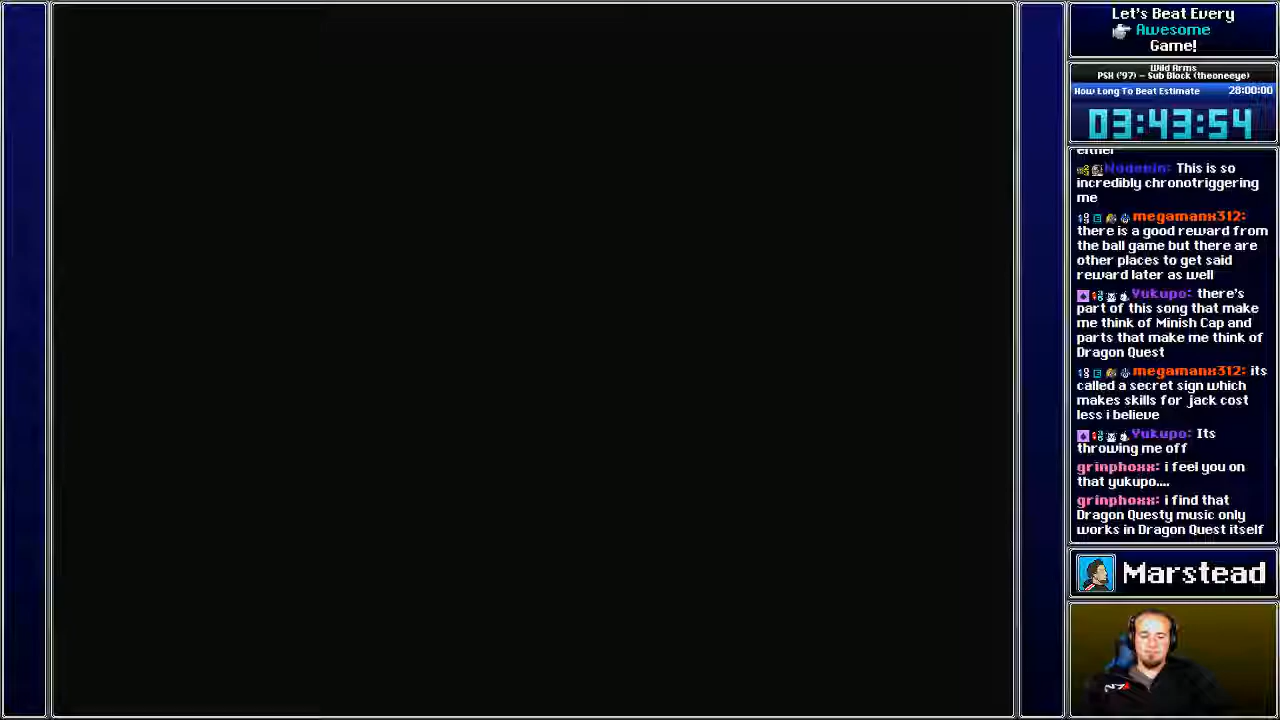 Let's Beat Every
Awesome
Game!
Wild Arms
PSX ('97) - Sub Block (theoneeye)
How Long To Beat Estimate 28:00:00
03:43:54
either
This is so
incredibly chronotriggering
me
megamanx312:
there is a good reward from
the ball game but there are
other places to get said
reward later as well
Yukupo: there's
part of this song that make
me think of Minish Cap and
parts that make me think of
Dragon Quest
megamanx312: its
called a secret sign which
makes skills for jack cost
less i believe
Yukupo: Its
throwing me off
grinphoxx: i feel you on
that yukupo....
grinphoxx: i find that
Dragon Questy music only
works in Dragon Quest itself
Marstead
N7